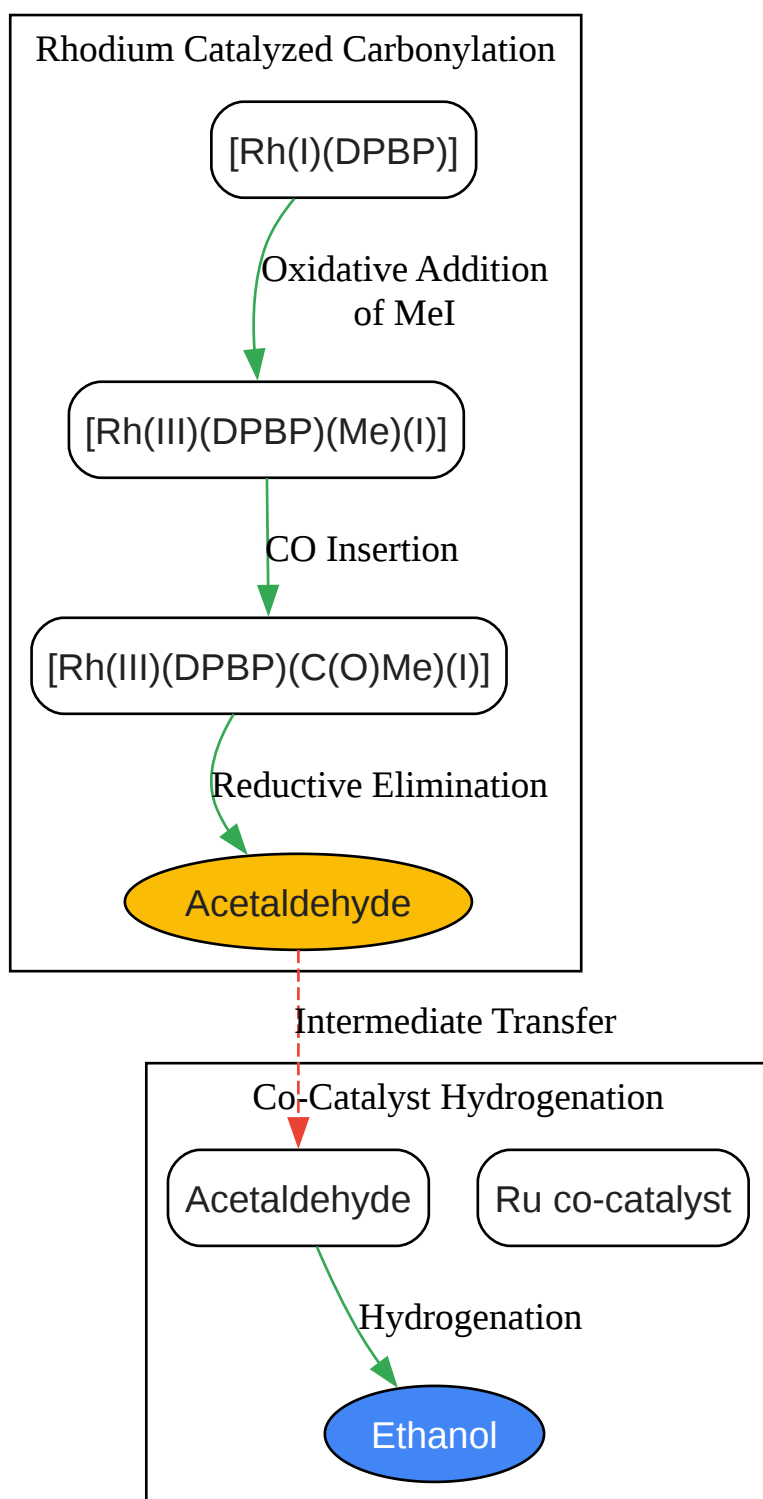 Rhodium Catalyzed Carbonylation
[Rh(I)(DPBP)]
Oxidative Addition
of MeI
[Rh(III)(DPBP)(Me)(I)]
CO Insertion
[Rh(III)(DPBP)(C(O)Me)(I)]
Reductive Elimination
Acetaldehyde
Intermediate Transfer
Co-Catalyst Hydrogenation
Acetaldehyde
Ru co-catalyst
Hydrogenation
Ethanol